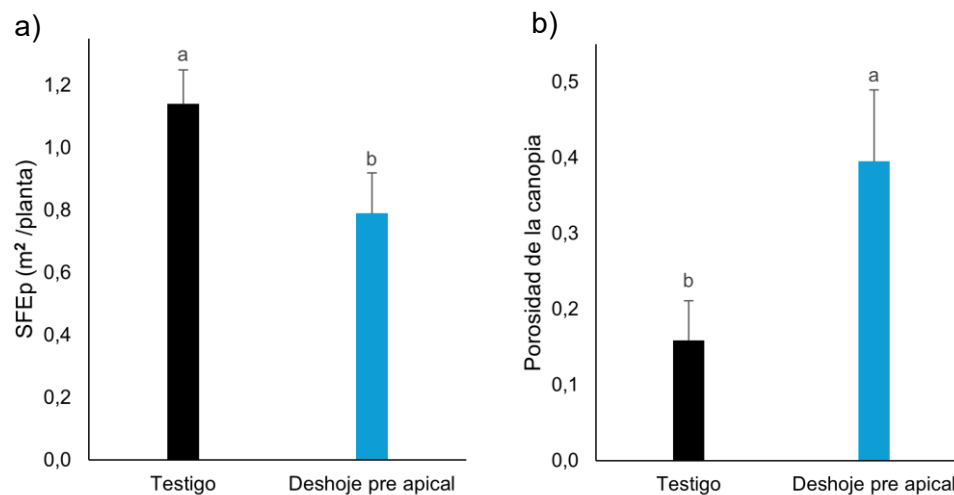 a)
SFEp (m² /planta)
1,2
1,0
0,8
0,6
0,4
0,2
0,0
a
b
Testigo
Deshoje pre apical
b)
Porosidad de la canopia
0,5
0,4
0,3
0,2
0,1
0,0
b
a
Testigo
Deshoje pre apical